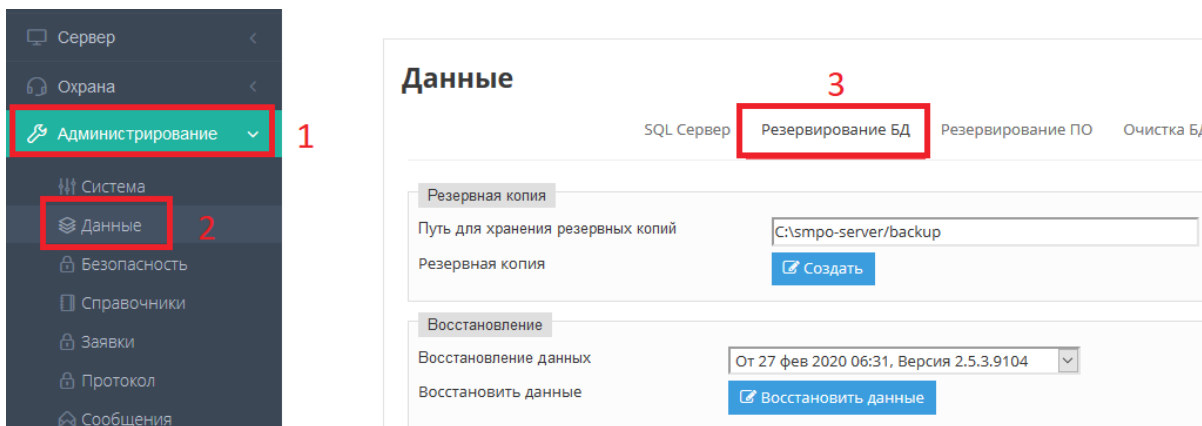 Сервер
Охрана
Администрирование
1
Система
Данные
2
Безопасность
Справочники
Заявки
Протокол
Сообщения
Данные
3
SQL Сервер Резервирование БД Резервирование ПО Очистка БД
Резервная копия
Путь для хранения резервных копий C:\smpo-server/backup
Резервная копия Создать
Восстановление
Восстановление данных От 27 фев 2020 06:31, Версия 2.5.3.9104
Восстановить данные Восстановить данные